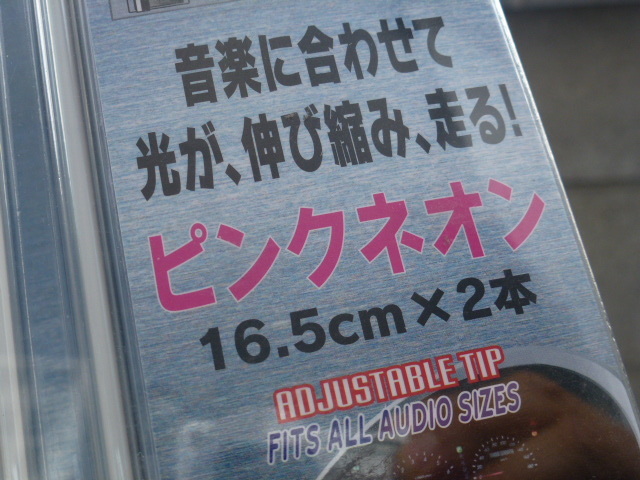 音楽に合わせて
光が、伸び縮み、走る!
ピンクネオン
16.5cm×2本
ADJUSTABLE TIP
FITS ALL AUDIO SIZES